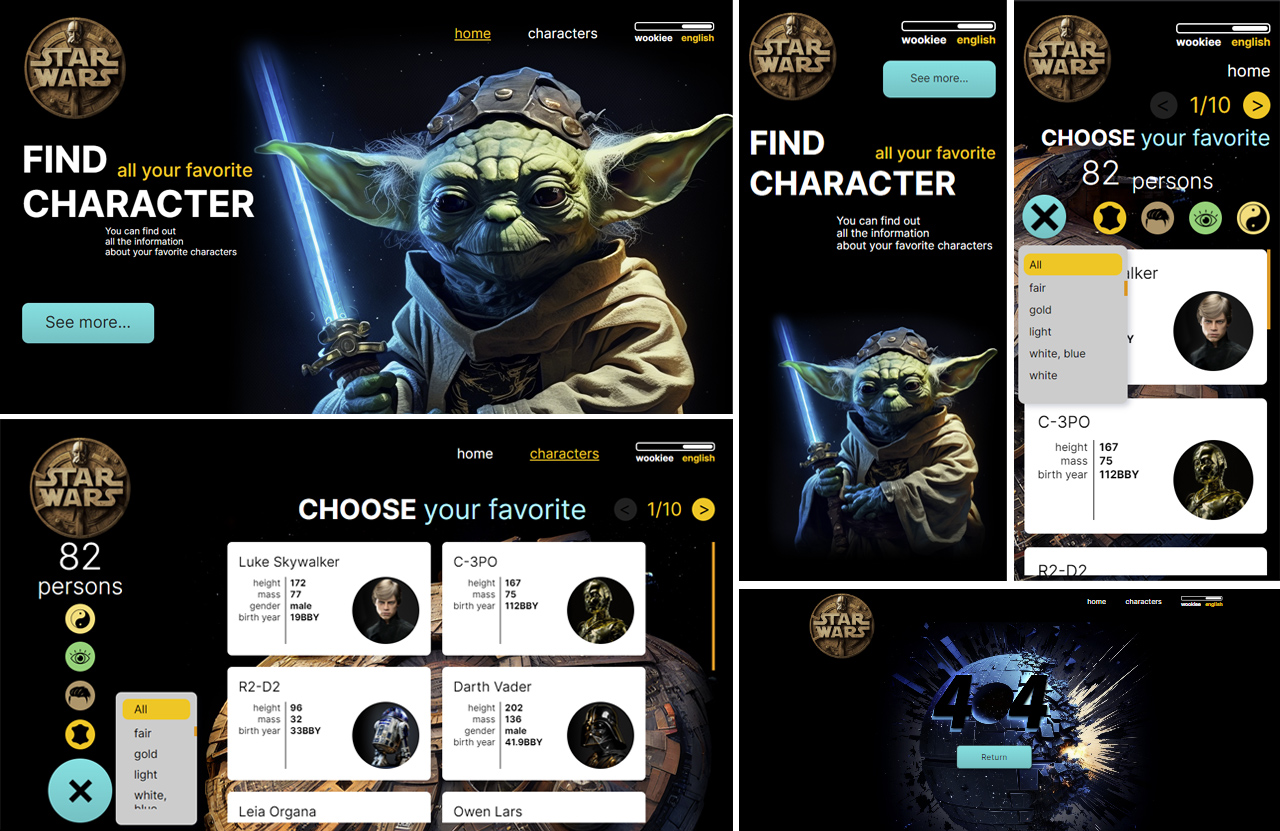 STAR
WARS
home
characters
wookiee english
FIND
all your favorite
CHARACTER
You can find out
all the information
about your favorite characters
See more...
STAR
WARS
wookiee english
See more...
FIND
all your favorite
CHARACTER
You can find out
all the information
about your favorite characters
STAR
WARS
wookiee english
home
< 1/10 >
CHOOSE your favorite
82 persons
All
fair
gold
light
white, blue
white
lker
Y
C-3PO
height 167
mass 75
birth year 112BBY
R2-D2
STAR
WARS
home
characters
wookiee english
CHOOSE your favorite
< 1/10 >
82
persons
All
fair
gold
light
white,
blue
Luke Skywalker
height 172
mass 77
gender male
birth year 19BBY
C-3PO
height 167
mass 75
birth year 112BBY
R2-D2
height 96
mass 32
birth year 33BBY
Darth Vader
height 202
mass 136
gender male
birth year 41.9BBY
Leia Organa
Owen Lars
STAR
WARS
home
characters
wookiee english
404
Return